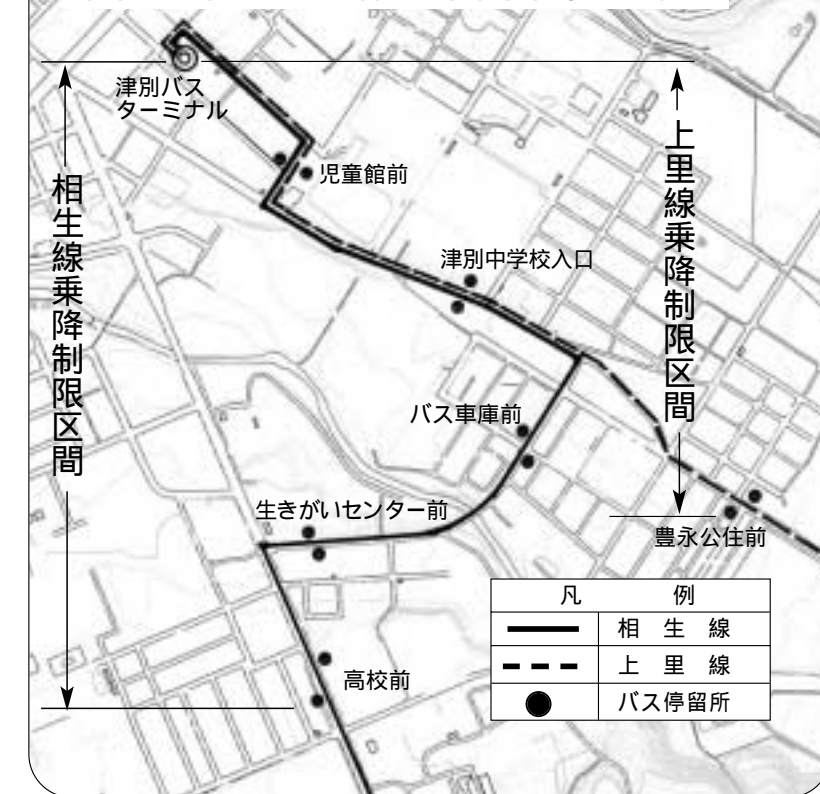 津別バス
ターミナル
児童館前
上里線乗降制限区間
相生線乗降制限区間
津別中学校入口
バス車庫前
生きがいセンター前
豊永公住前
高校前
凡 例
相 生 線
上 里 線
バス停留所